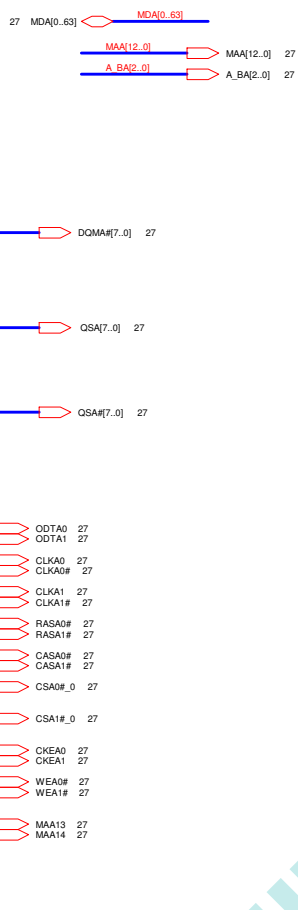 27 MDA[0..63] MDA[0..63]
MAA[12..0] MAA[12..0] 27
A_BA[2..0] A_BA[2..0] 27
DQMA#[7..0] 27
QSA[7..0] 27
QSA#[7..0] 27
ODTA0 27
ODTA1 27
CLKA0 27
CLKA0# 27
CLKA1 27
CLKA1# 27
RASA0# 27
RASA1# 27
CASA0# 27
CASA1# 27
CSA0#_0 27
CSA1#_0 27
CKEA0 27
CKEA1 27
WEA0# 27
WEA1# 27
MAA13 27
MAA14 27